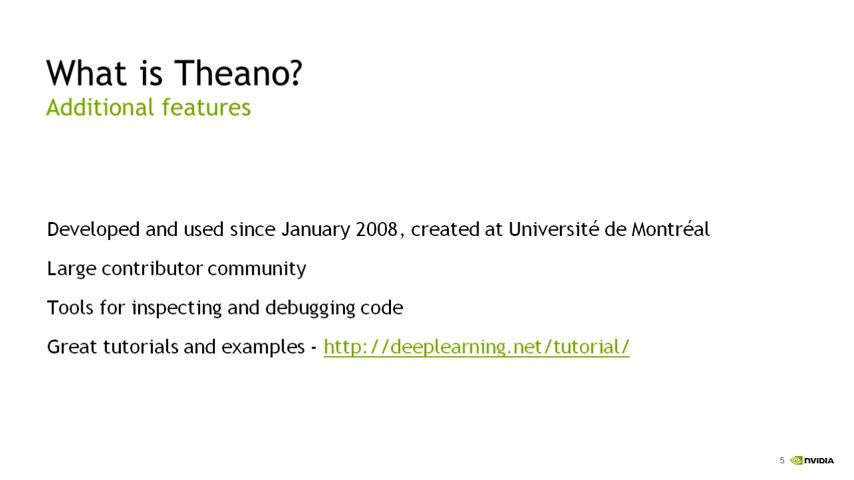 What is Theano?
Additional features
Developed and used since January 2008, created at Université de Montréal
Large contributor community
Tools for inspecting and debugging code
Great tutorials and examples - http://deeplearning.net/tutorial/
5 NVIDIA